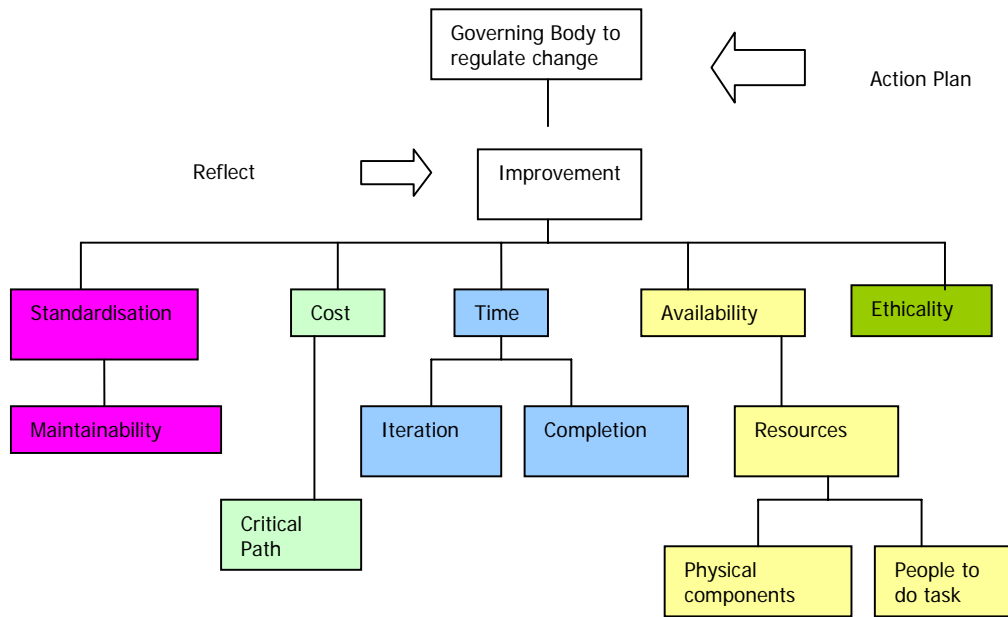 Governing Body to
regulate change
Action Plan
Reflect
Improvement
Standardisation
Cost
Time
Availability
Ethicality
Maintainability
Iteration
Completion
Resources
Critical
Path
Physical
components
People to
do task